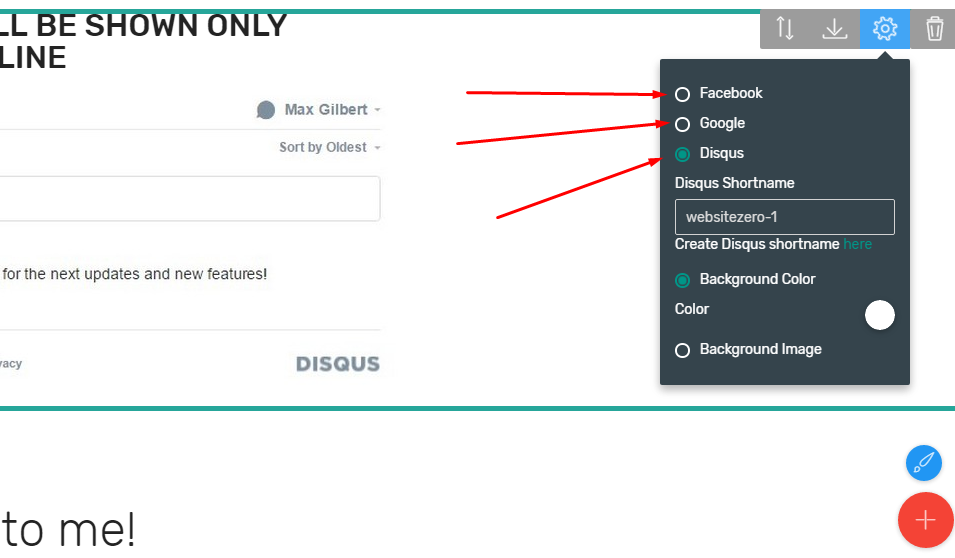 LL BE SHOWN ONLY
LINE
Max Gilbert
Sort by Oldest
for the next updates and new features!
vacy
DISQUS
Facebook
Google
Disqus
Disqus Shortname
websitezero-1
Create Disqus shortname here
Background Color
Color
Background Image
to me!